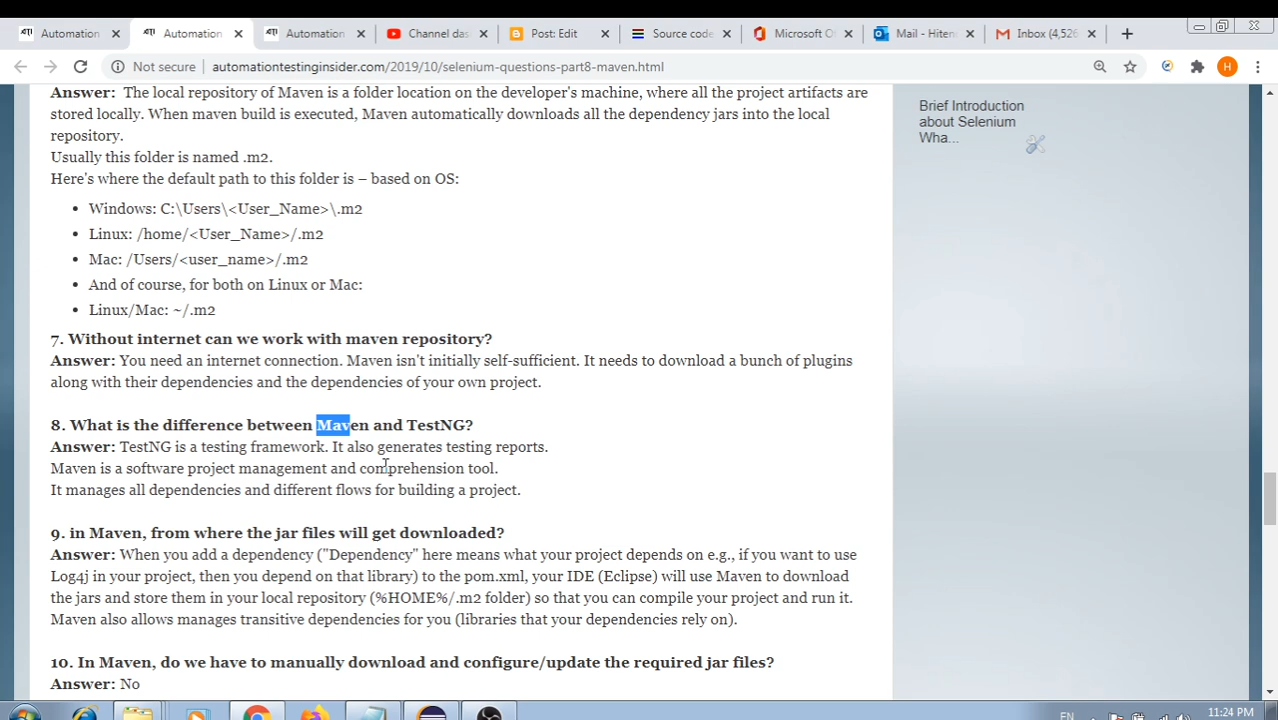 Automation
Automation
Automation
Channel das
Post: Edit
Source code
Microsoft O
Mail - Hiten
Inbox (4,526
Not secure
automationtestinginsider.com/2019/10/selenium-questions-part8-maven.html
H
Answer: The local repository of Maven is a folder location on the developer's machine, where all the project artifacts are
stored locally. When maven build is executed, Maven automatically downloads all the dependency jars into the local
repository.
Usually this folder is named .m2.
Here's where the default path to this folder is – based on OS:
• Windows: C:\Users\<User_Name>\.m2
• Linux: /home/<User_Name>/.m2
• Mac: /Users/<user_name>/.m2
• And of course, for both on Linux or Mac:
• Linux/Mac: ~/.m2
7. Without internet can we work with maven repository?
Answer: You need an internet connection. Maven isn't initially self-sufficient. It needs to download a bunch of plugins
along with their dependencies and the dependencies of your own project.
8. What is the difference between Maven and TestNG?
Answer: TestNG is a testing framework. It also generates testing reports.
Maven is a software project management and comprehension tool.
It manages all dependencies and different flows for building a project.
9. in Maven, from where the jar files will get downloaded?
Answer: When you add a dependency ("Dependency" here means what your project depends on e.g., if you want to use
Log4j in your project, then you depend on that library) to the pom.xml, your IDE (Eclipse) will use Maven to download
the jars and store them in your local repository (%HOME%/.m2 folder) so that you can compile your project and run it.
Maven also allows manages transitive dependencies for you (libraries that your dependencies rely on).
10. In Maven, do we have to manually download and configure/update the required jar files?
Answer: No
Brief Introduction
about Selenium
Wha...
EN
11:24 PM